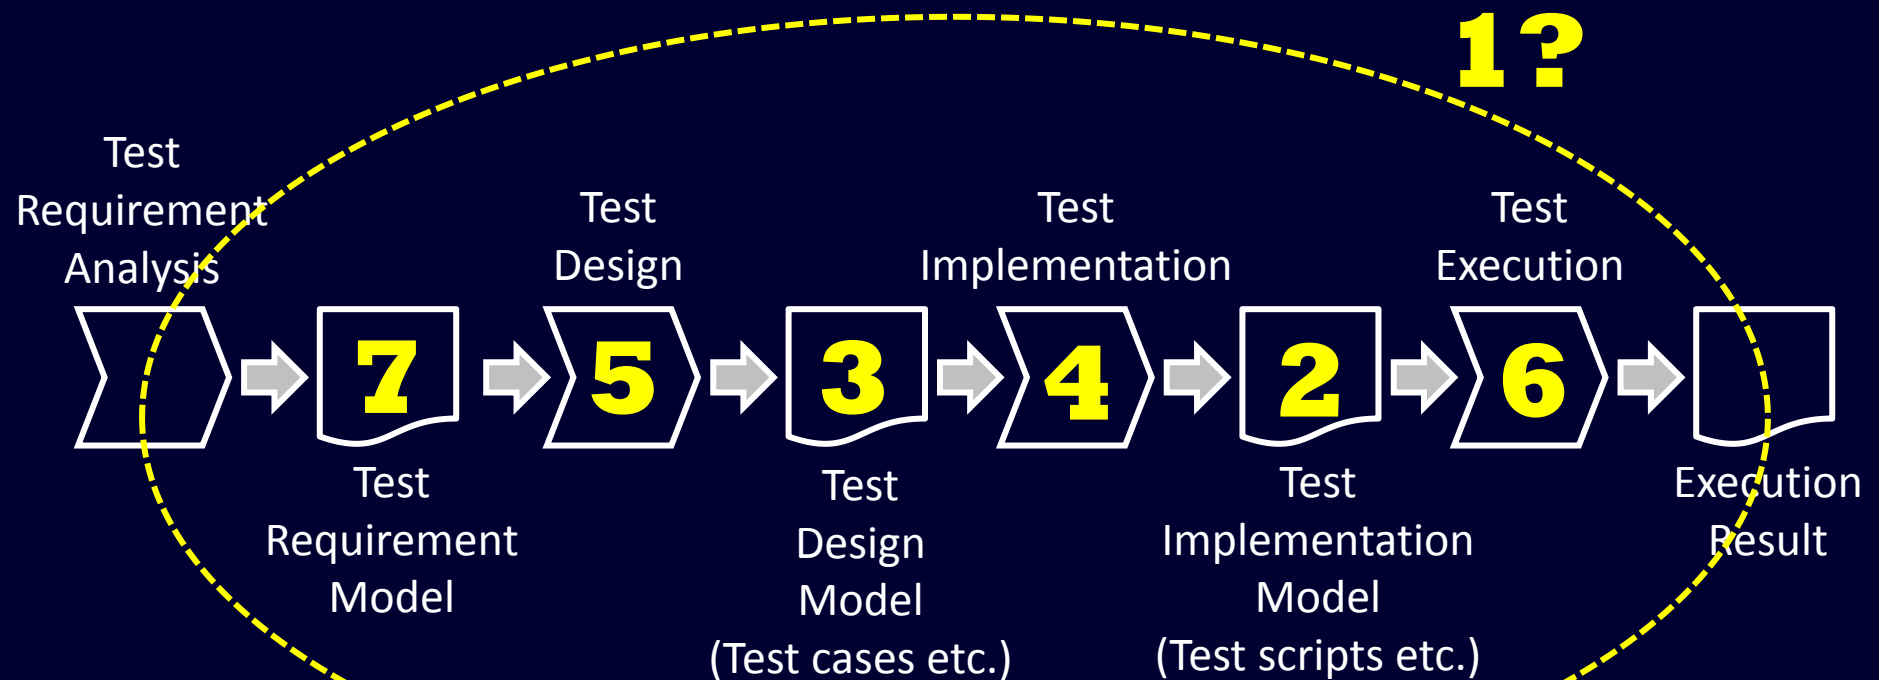 1?
Test
Requirement
Analysis
Test
Design
Test
Implementation
Test
Execution
7
5
3
4
2
6
Test
Requirement
Model
Test
Design
Model
(Test cases etc.)
Test
Implementation
Model
(Test scripts etc.)
Execution
Result